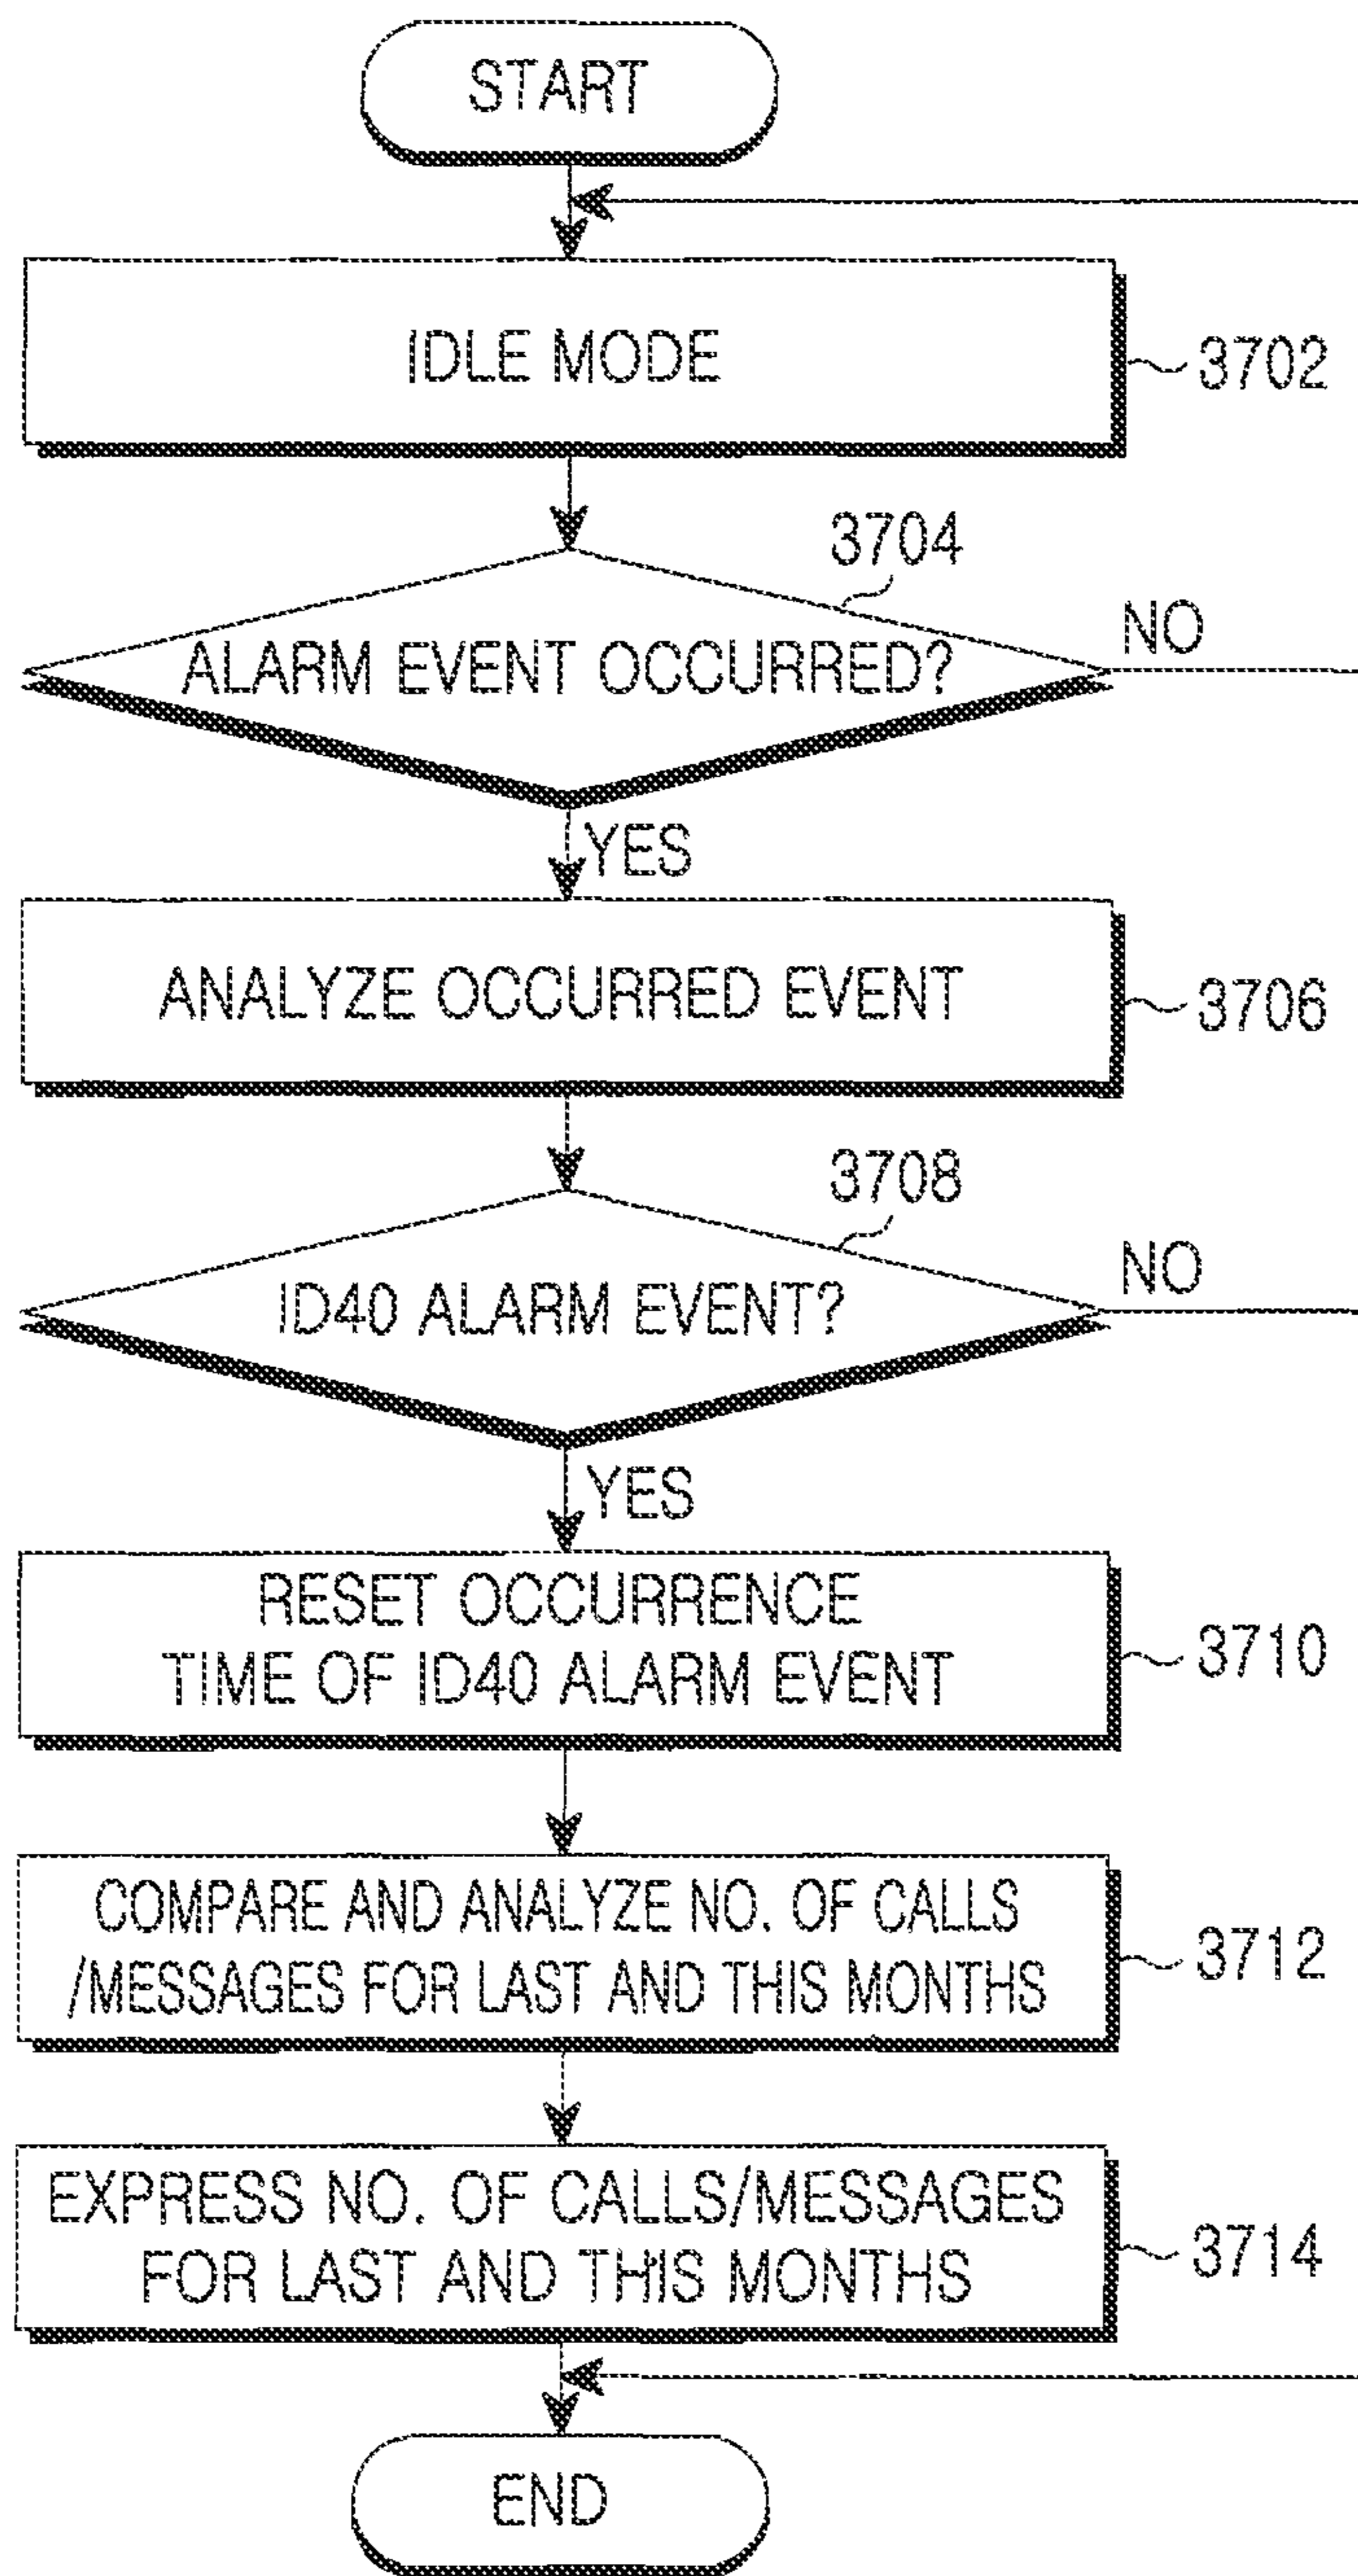 START
IDLE MODE
3702
3704
ALARM EVENT OCCURRED?
NO
YES
ANALYZE OCCURRED EVENT
3706
3708
ID40 ALARM EVENT?
NO
YES
RESET OCCURRENCE
TIME OF ID40 ALARM EVENT
3710
COMPARE AND ANALYZE NO. OF CALLS
/MESSAGES FOR LAST AND THIS MONTHS
3712
EXPRESS NO. OF CALLS/MESSAGES
FOR LAST AND THIS MONTHS
3714
END